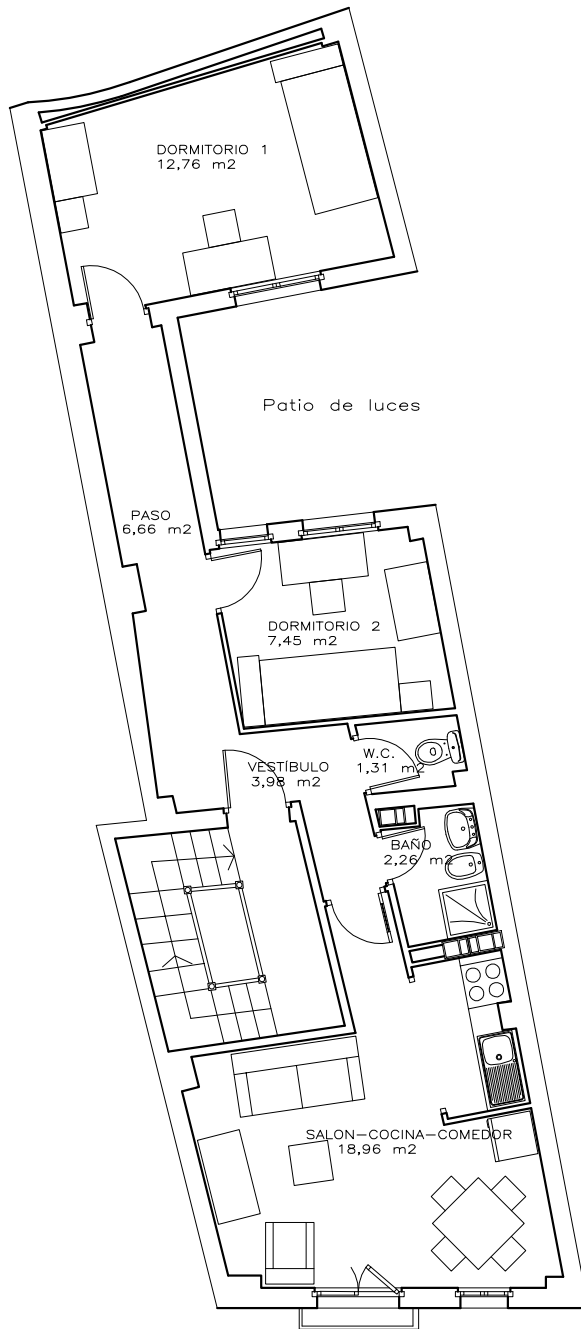 DORMITORIO 1
12,76 m2
Patio de luces
PASO
6,66 m2
DORMITORIO 2
7,45 m2
W.C.
1,31 m2
VESTÍBULO
3,98 m2
BAÑO
2,26 m2
SALON-COCINA-COMEDOR
18,96 m2